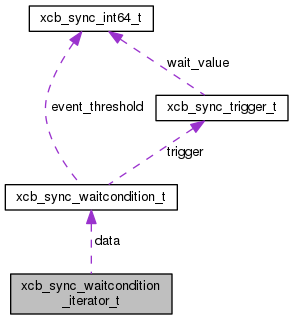 xcb_sync_int64_t
wait_value
event_threshold
xcb_sync_trigger_t
trigger
xcb_sync_waitcondition_t
data
xcb_sync_waitcondition
_iterator_t